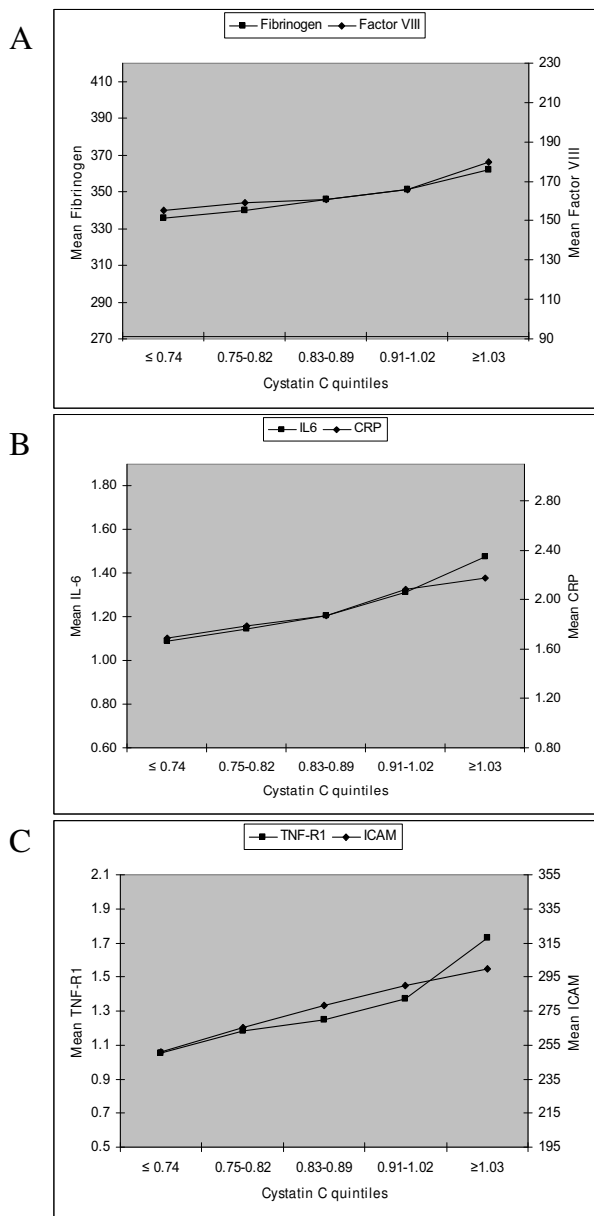 A
Fibrinogen Factor VIII
410
390
370
350
330
310
290
270
Mean Fibrinogen
230
210
190
170
150
130
110
90
Mean Factor VIII
≤ 0.74 0.75-0.82 0.83-0.89 0.91-1.02 ≥1.03
Cystatin C quintiles
B
IL6 CRP
1.80
1.60
1.40
1.20
1.00
0.80
0.60
Mean IL-6
2.80
2.40
2.00
1.60
1.20
0.80
Mean CRP
≤ 0.74 0.75-0.82 0.83-0.89 0.91-1.02 ≥1.03
Cystatin C quintiles
C
TNF-R1 ICAM
2.1
1.9
1.7
1.5
1.3
1.1
0.9
0.7
0.5
Mean TNF-R1
355
335
315
295
275
255
235
215
195
Mean ICAM
≤ 0.74 0.75-0.82 0.83-0.89 0.91-1.02 ≥1.03
Cystatin C quintiles